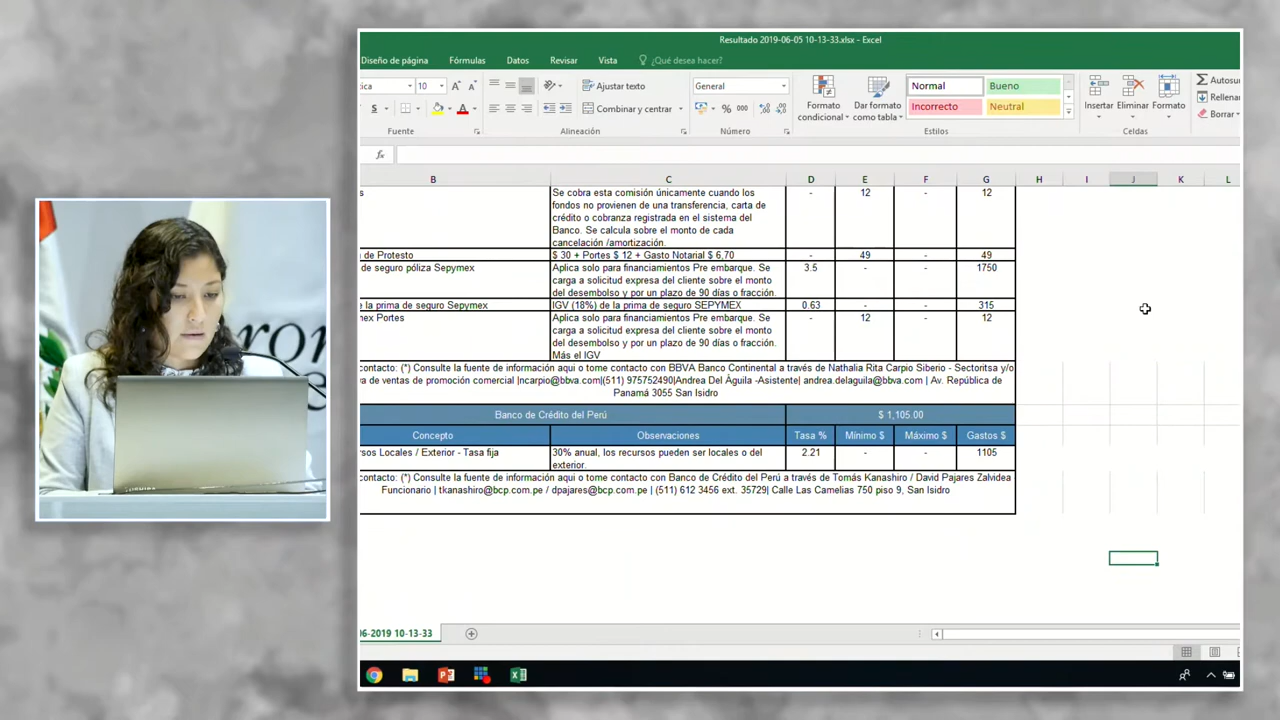 Resultado 2019-06-05 10-13-33.xlsx - Excel
Diseño de página Fórmulas Datos Revisar Vista ¿Qué desea hacer?
10 Ajustar texto General Normal Bueno Autosu
Combinar y centrar 000 Formato condicional Dar formato como tabla Incorrecto Neutral Insertar Eliminar Formato Rellena
Borrar
Fuente Alineación Número Estilos Celdas
fx
B C D E F G H I J K L
s Se cobra esta comisión únicamente cuando los - 12 - 12
fondos no provienen de una transferencia, carta de
crédito o cobranza registrada en el sistema del
Banco. Se calcula sobre el monto de cada
cancelación /amortización.
de Protesto $ 30 + Portes $ 12 + Gasto Notarial $ 6,70 - 49 - 49
de seguro póliza Sepymex Aplica solo para financiamientos Pre embarque. Se 3.5 - - 1750
carga a solicitud expresa del cliente sobre el monto
del desembolso y por un plazo de 90 días o fracción.
e la prima de seguro Sepymex IGV (18%) de la prima de seguro SEPYMEX 0.63 - - 315
mex Portes Aplica solo para financiamientos Pre embarque. Se - 12 - 12
carga a solicitud expresa del cliente sobre el monto
del desembolso y por un plazo de 90 días o fracción.
Más el IGV
contacto: (*) Consulte la fuente de información aqui o tome contacto con BBVA Banco Continental a través de Nathalia Rita Carpio Siberio - Sectoritsa y/o
va de ventas de promoción comercial |ncarpio@bbva.com|(511) 975752490|Andrea Del Águila -Asistente| andrea.delaguila@bbva.com | Av. República de
Panamá 3055 San Isidro
Banco de Crédito del Perú $ 1,105.00
Concepto Observaciones Tasa % Mínimo $ Máximo $ Gastos $
sos Locales / Exterior - Tasa fija 30% anual, los recursos pueden ser locales o del 2.21 - - 1105
exterior.
contacto: (*) Consulte la fuente de información aqui o tome contacto con Banco de Crédito del Perú a través de Tomás Kanashiro / David Pajares Zalvidea
Funcionario | tkanashiro@bcp.com.pe / dpajares@bcp.com.pe | (511) 612 3456 ext. 35729| Calle Las Camelias 750 piso 9, San Isidro
06-2019 10-13-33